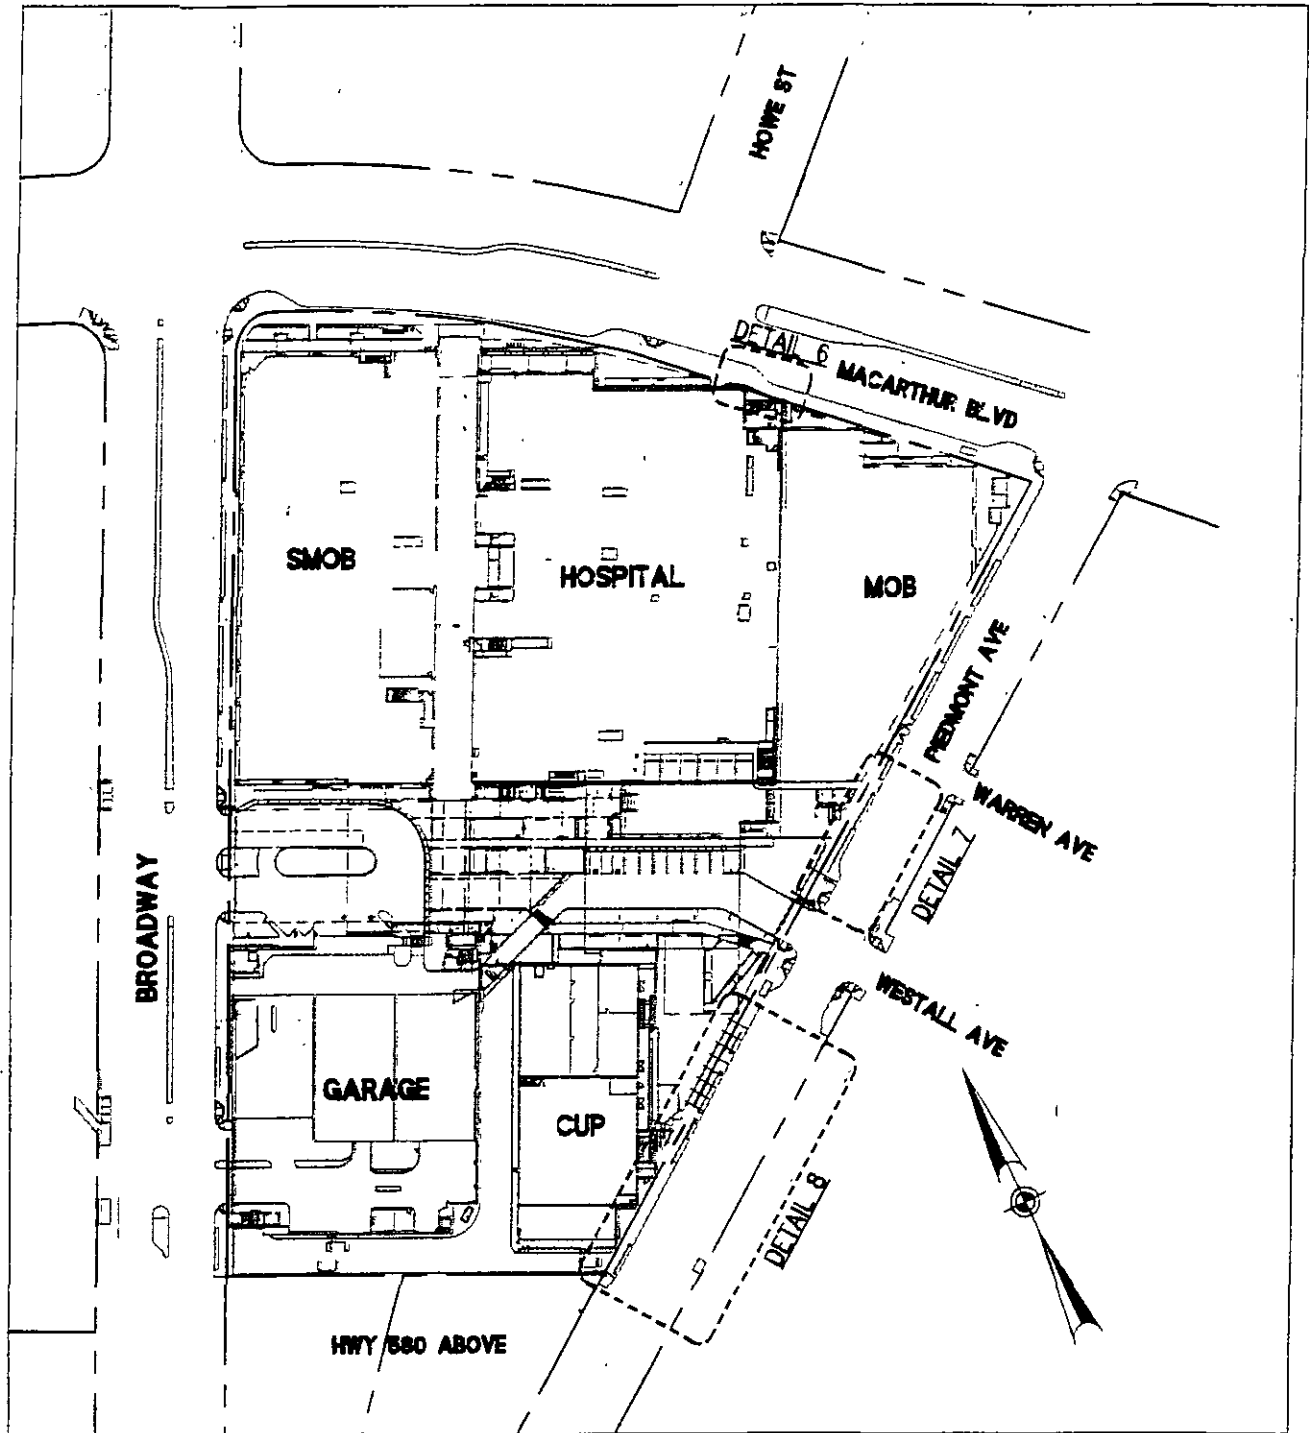 HOWE ST
DETAIL 6
MACARTHUR BLVD
SMOB
HOSPITAL
MOB
PIEDMONT AVE
WARREN AVE
DETAIL 7
BROADWAY
WESTALL AVE
GARAGE
CUP
DETAIL 8
HWY 580 ABOVE